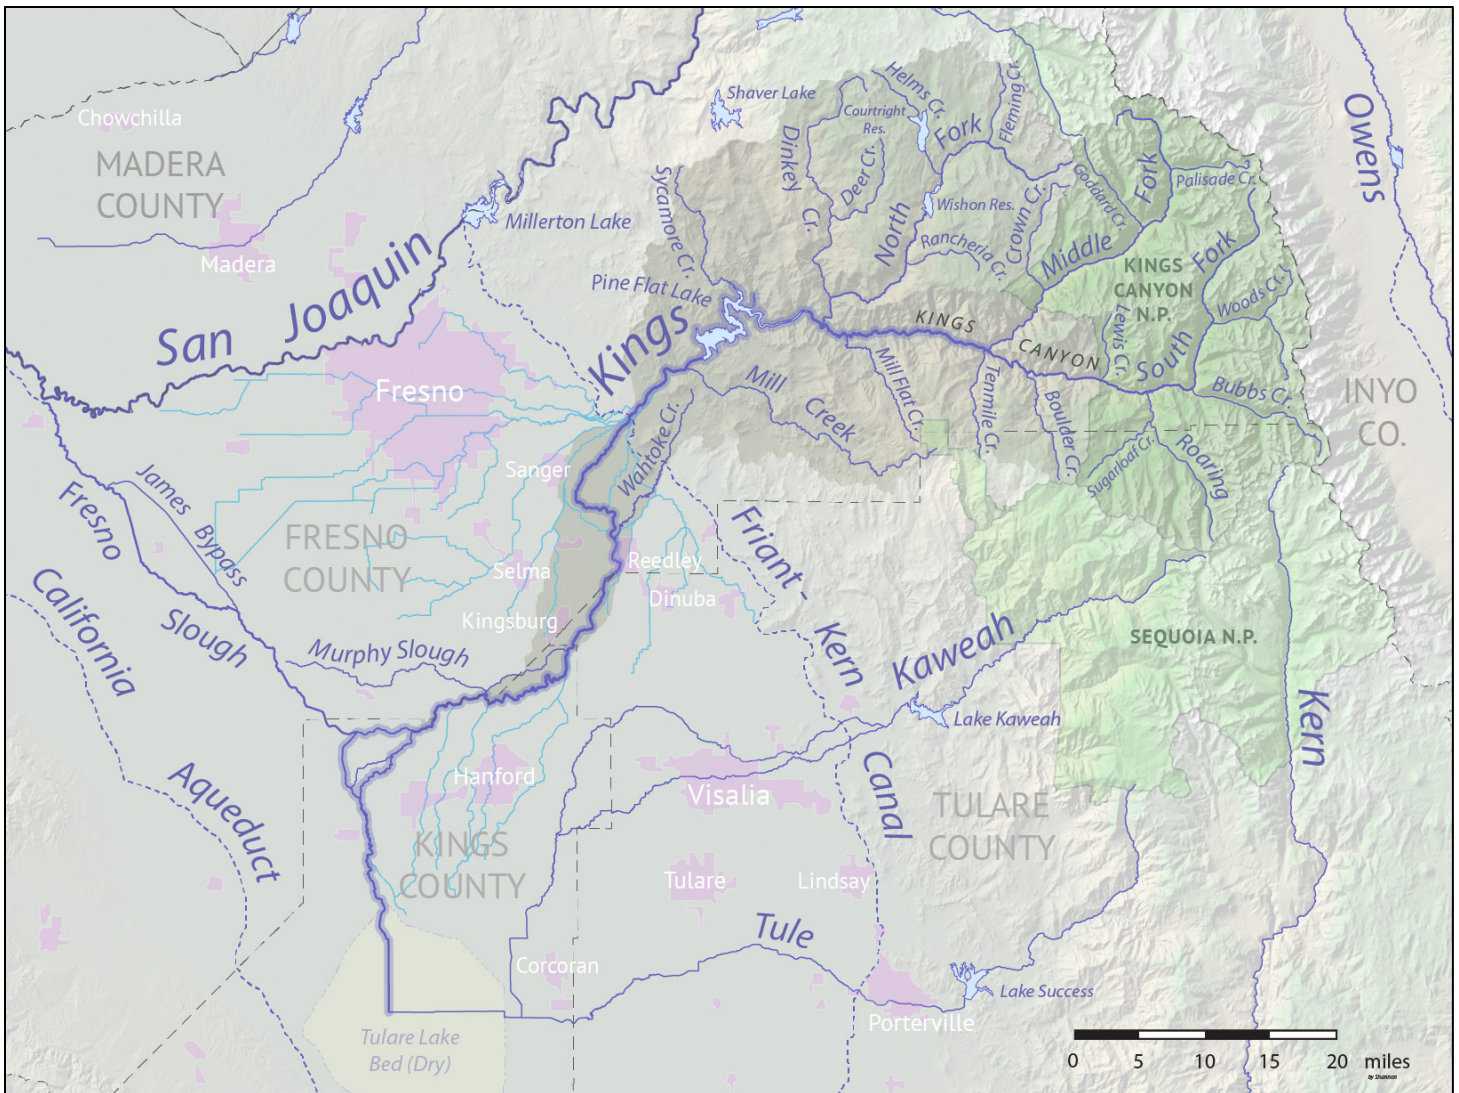 Chowchilla
MADERA
COUNTY
Madera
San Joaquin
Millerton Lake
Shaver Lake
Helms Cr.
Courtright
Res.
Fleming Cr.
Dinkey Cr.
Deer Cr.
North Fork
Wishon Res.
Rancheria Cr.
Crown Cr.
Goddard Cr.
Middle Fork
Palisade Cr.
Owens
Sycamore Cr.
Pine Flat Lake
Kings
KINGS CANYON
KINGS
CANYON
N.P.
South Fork
Woods Cr.
Lewis Cr.
Bubbs Cr.
INYO
CO.
Fresno
Mill Creek
Mill Flat Cr.
Tenmile Cr.
Boulder Cr.
Sugarloaf Cr.
Roaring
Sanger
Wahtoke Cr.
James Bypass
Fresno Slough
FRESNO
COUNTY
Selma
Reedley
Dinuba
Kingsburg
Friant - Kern Canal
California Aqueduct
Murphy Slough
Kaweah
SEQUOIA N.P.
Lake Kaweah
Kern
Hanford
Visalia
KINGS
COUNTY
TULARE
COUNTY
Tulare
Lindsay
Tule
Corcoran
Lake Success
Porterville
Tulare Lake
Bed (Dry)
0 5 10 15 20 miles
by Shannon